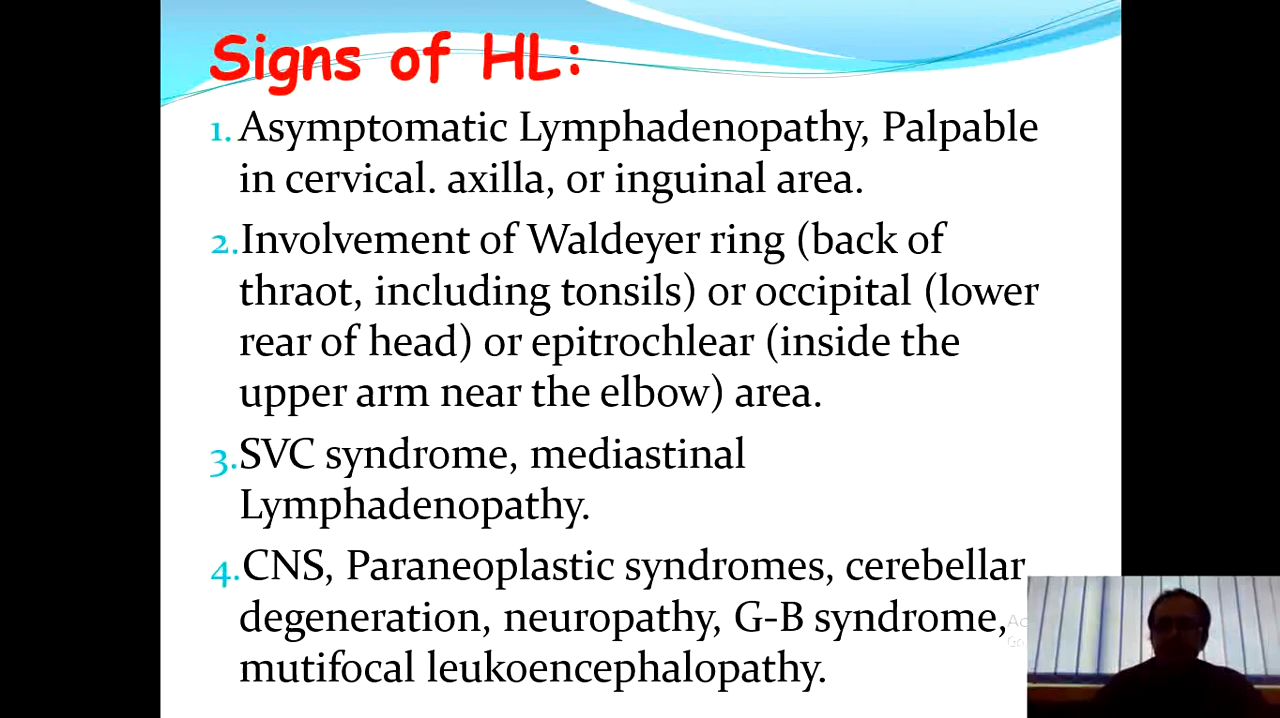 Signs of HL:
1. Asymptomatic Lymphadenopathy, Palpable
in cervical. axilla, or inguinal area.
2. Involvement of Waldeyer ring (back of
thraot, including tonsils) or occipital (lower
rear of head) or epitrochlear (inside the
upper arm near the elbow) area.
3. SVC syndrome, mediastinal
Lymphadenopathy.
4. CNS, Paraneoplastic syndromes, cerebellar
degeneration, neuropathy, G-B syndrome,
mutifocal leukoencephalopathy.